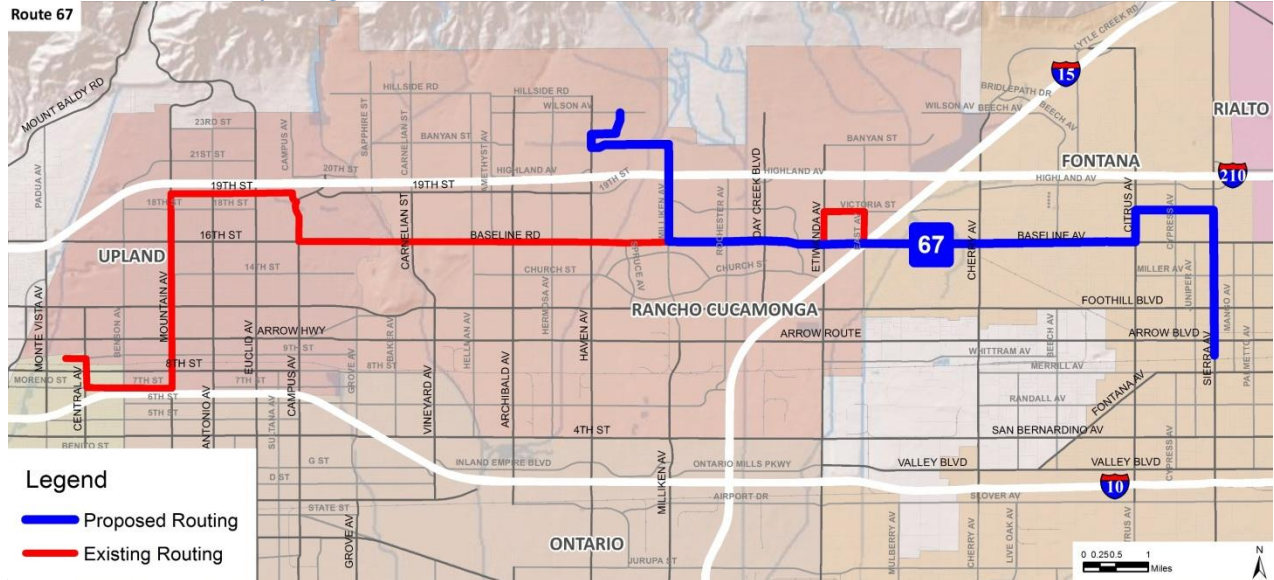 Route 67
MOUNT BALDY RD
PADUA AV
23RD ST
21ST ST
CAMPUS AV
20TH ST
SAPPHIRE ST
CARNELIAN ST
HILLSIDE RD
HILLSIDE RD
WILSON AV
BANYAN ST
AMETHYST AV
HIGHLAND AV
19TH ST
19TH ST
19TH ST
WILSON AV
BANYAN ST
BEECH AV
BRIDLEPATH DR
BEECH AV
LYTLE CREEK RD
15
RIALTO
FONTANA
HIGHLAND AV
210
18TH ST
18TH ST
16TH ST
UPLAND
14TH ST
CARNELIAN ST
BASELINE RD
MILLIKEN AV
ROCHESTER AV
DAY CREEK BLVD
ETIWANDA AV
VICTORIA ST
EAST AV
67
CHERRY AV
BASELINE AV
CITRUS AV
CYPRESS AV
MILLER AV
JUNIPER AV
MANGO AV
CHURCH ST
SPRUCE AV
CHURCH ST
RANCHO CUCAMONGA
FOOTHILL BLVD
MONTE VISTA AV
BENSON AV
MOUNTAIN AV
EUCLID AV
ARROW HWY
9TH ST
8TH ST
8TH ST
CAMPUS AV
GROVE AV
BAKER AV
HELLMAN AV
HERMOSA AV
HAVEN AV
ARCHIBALD AV
VINEYARD AV
ARROW ROUTE
ARROW BLVD
WHITTRAM AV
MERRILL AV
BEECH AV
RANDALL AV
FONTANA AV
SIERRA AV
PALMETTO AV
MORENO ST
CENTRAL AV
7TH ST
7TH ST
6TH ST
5TH ST
ANTONIO AV
SULTANA AV
BENITO ST
4TH ST
SAN BERNARDINO AV
G ST
D ST
INLAND EMPIRE BLVD
ONTARIO MILLS PKWY
VALLEY BLVD
VALLEY BLVD
CYPRESS AV
10
AIRPORT DR
SLOVER AV
STATE ST
GROVE AV
MILLIKEN AV
MULBERRY AV
CHERRY AV
LIVE OAK AV
TRUS AV
ONTARIO
JURUPA ST
Legend
Proposed Routing
Existing Routing
0 0.25 0.5 1
Miles
N